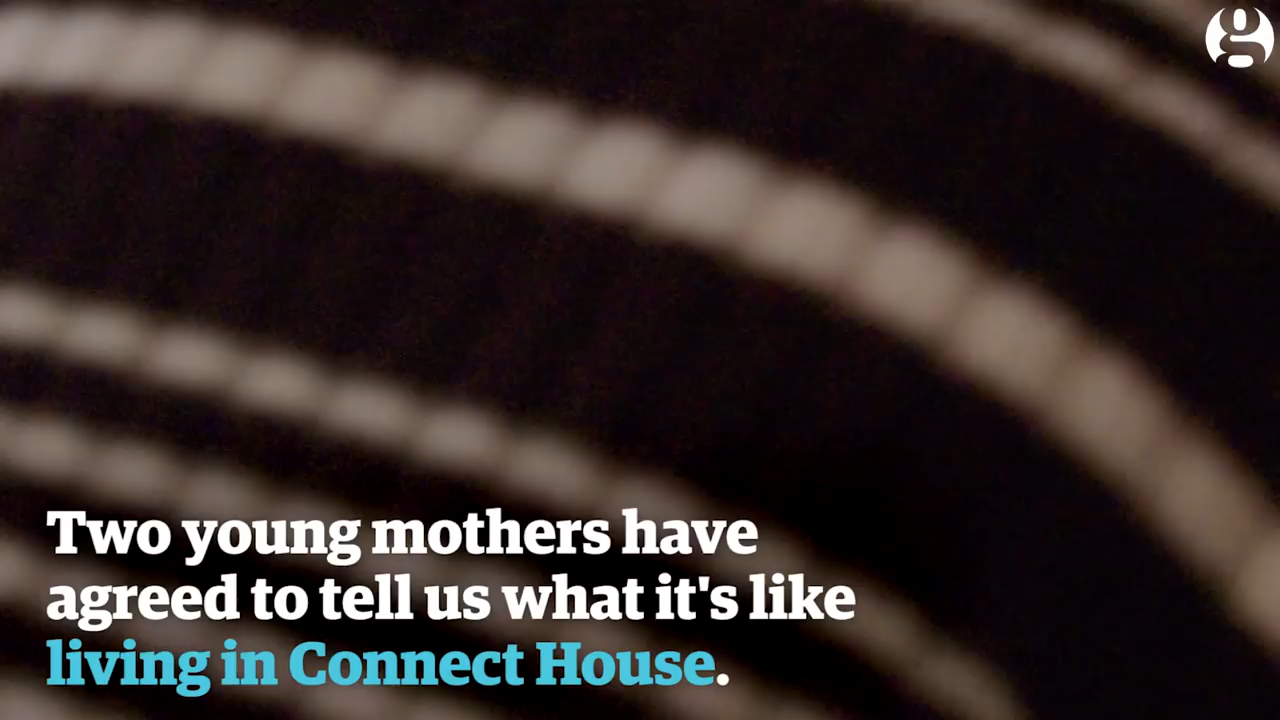 Two young mothers have
agreed to tell us what it's like
living in Connect House.